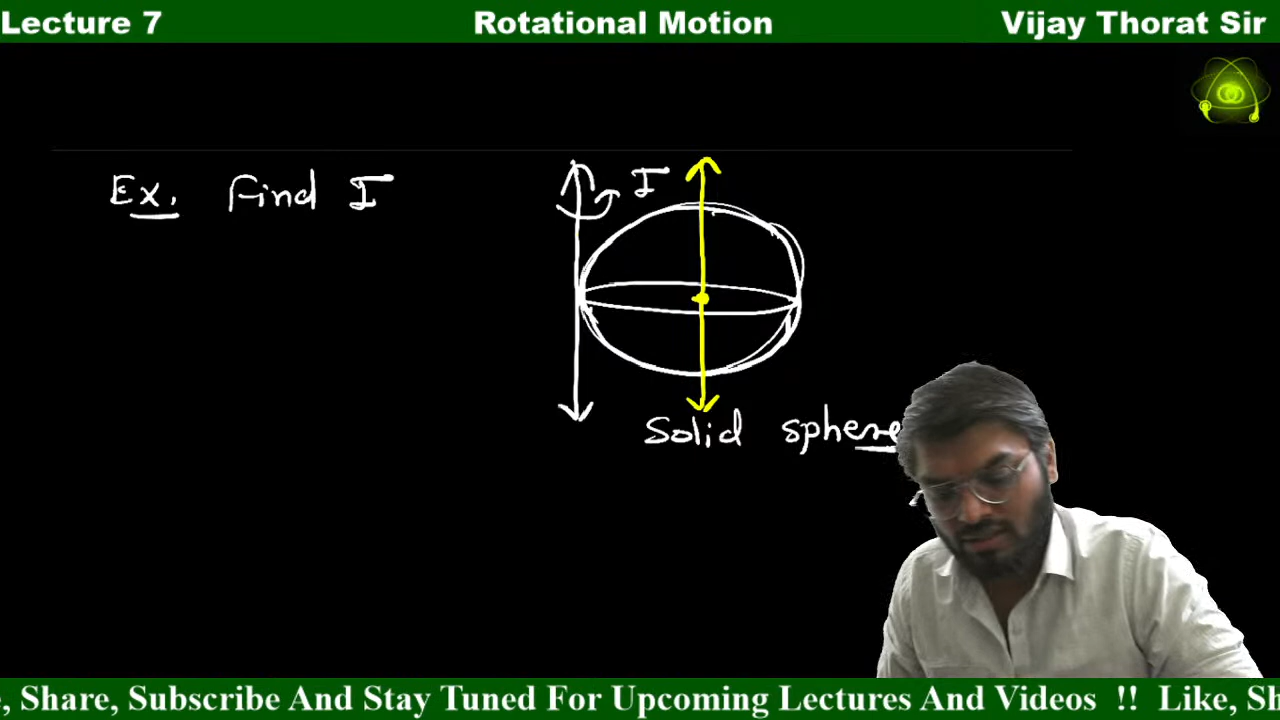 Lecture 7 Rotational Motion Vijay Thorat Sir
Ex. Find I
I
Solid sphere
e, Share, Subscribe And Stay Tuned For Upcoming Lectures And Videos !! Like, Sh